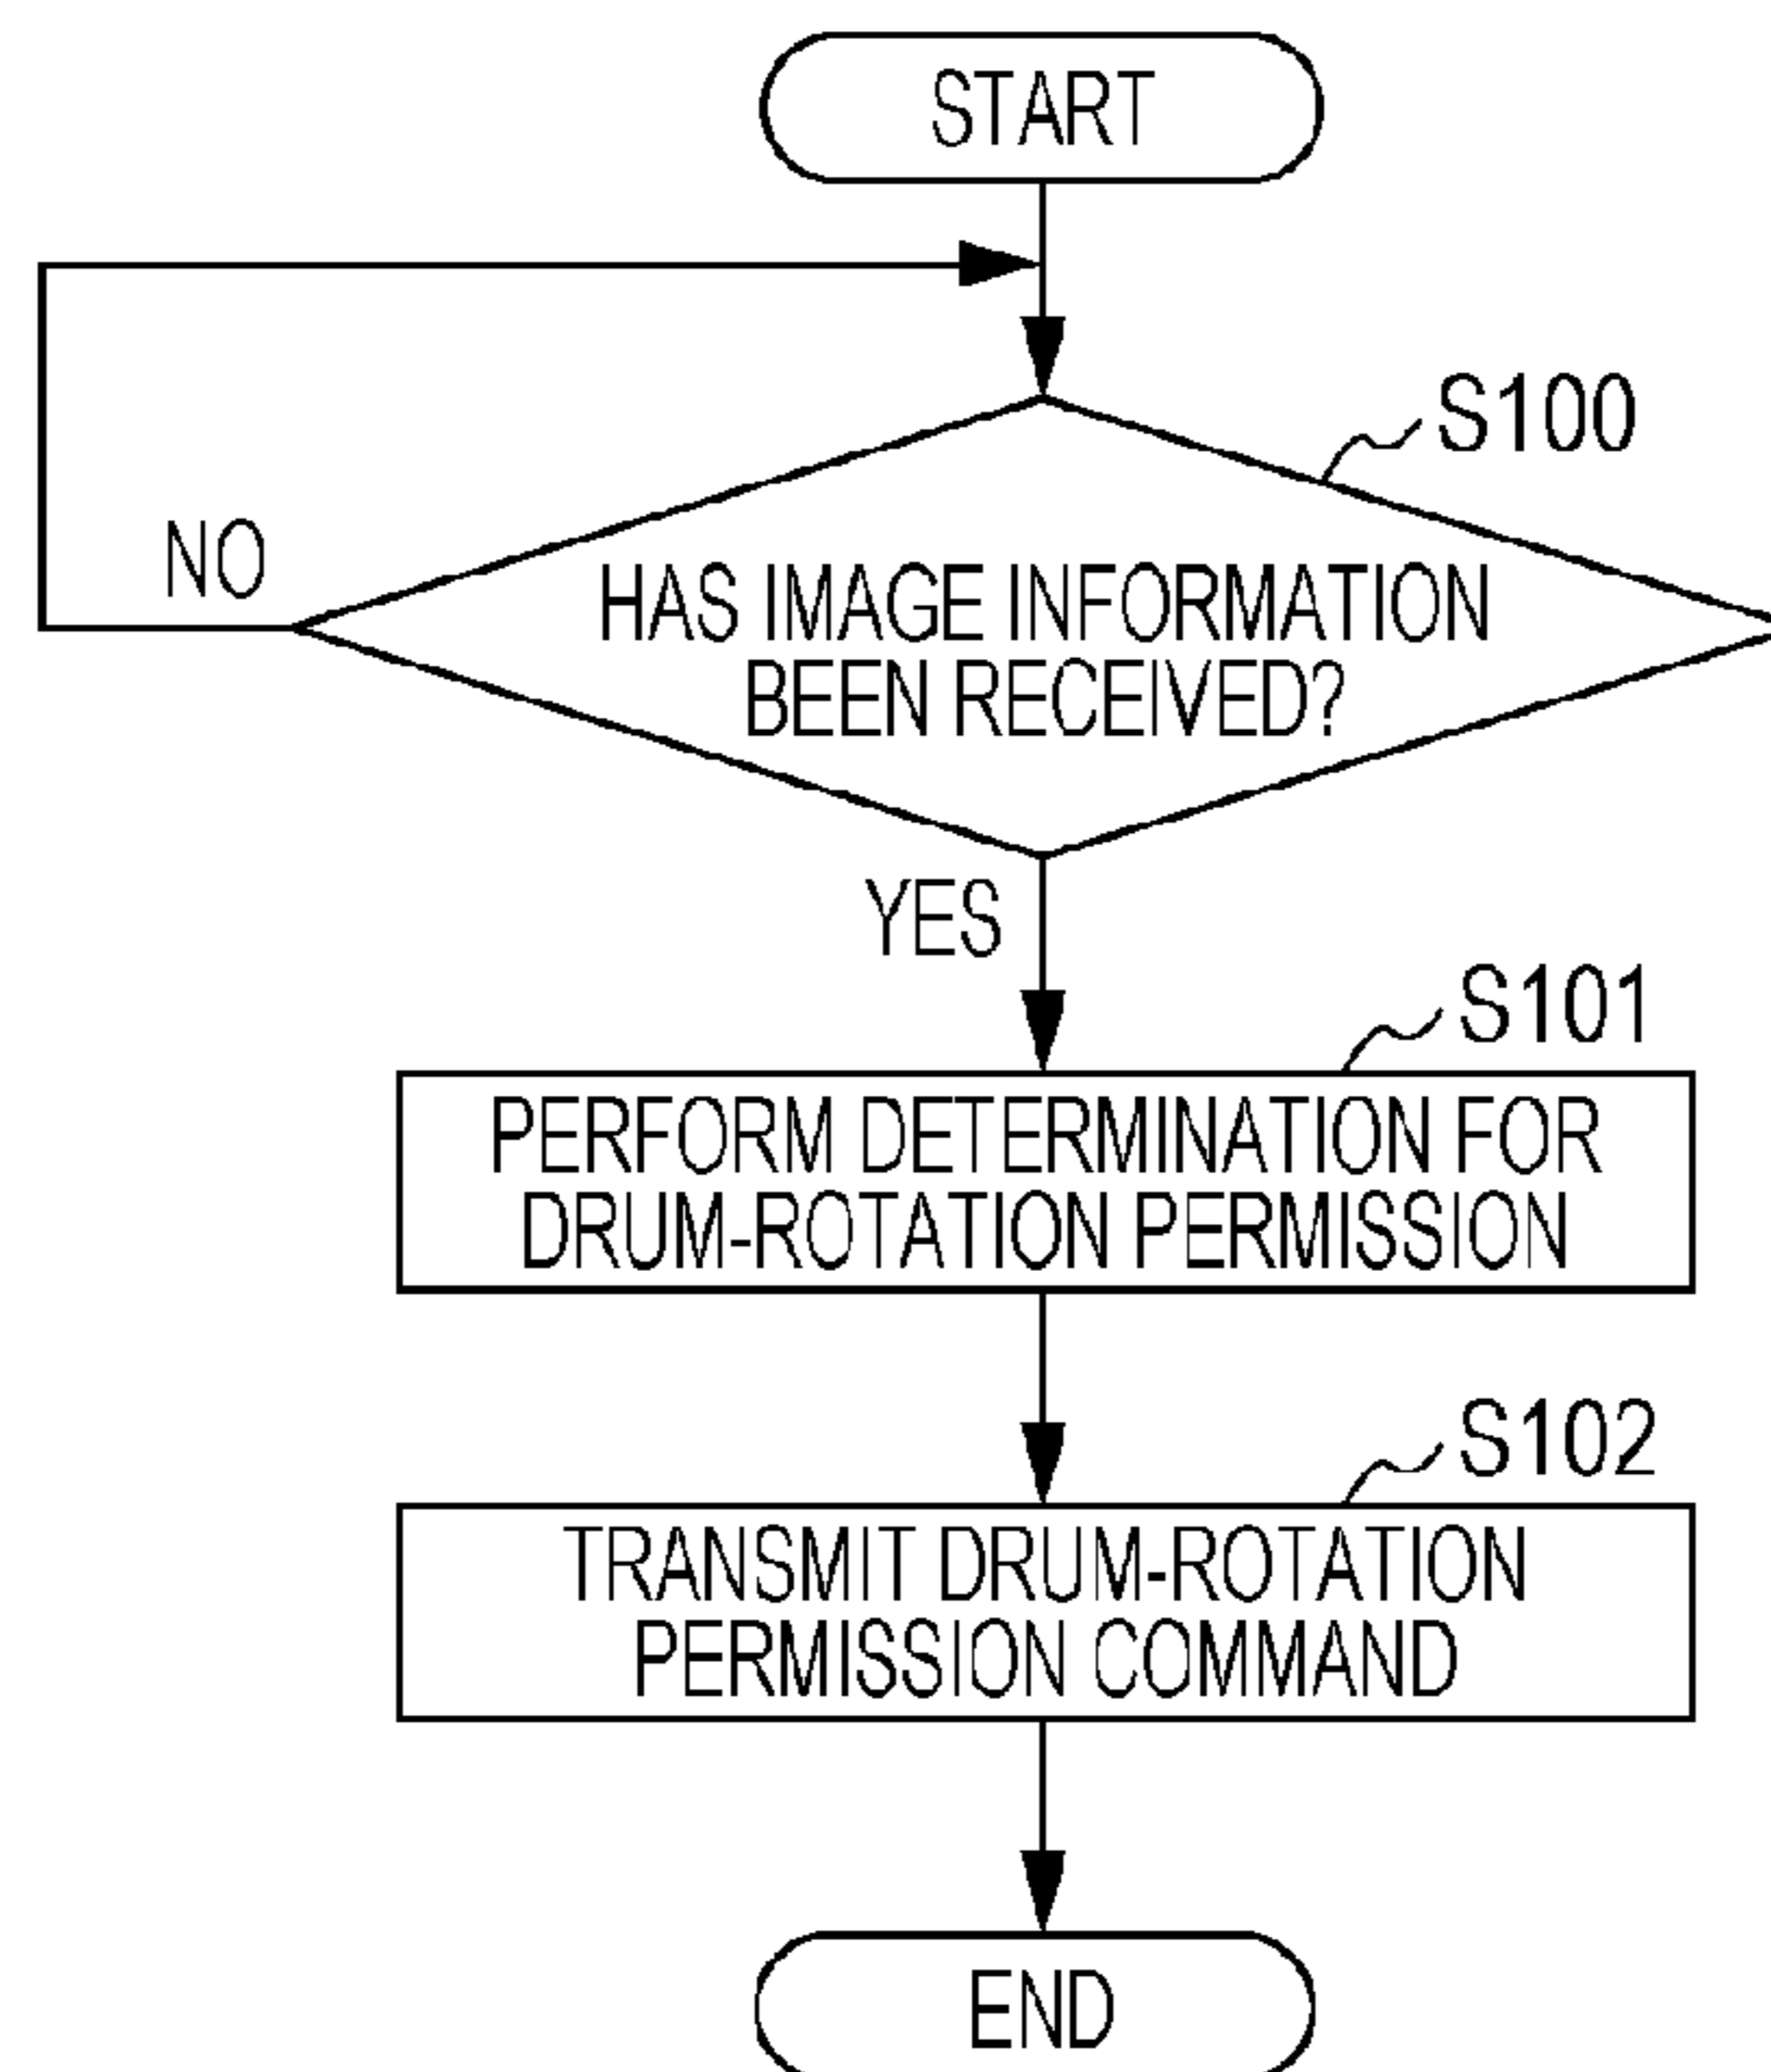 START
S100
NO
HAS IMAGE INFORMATION
BEEN RECEIVED?
YES
S101
PERFORM DETERMINATION FOR
DRUM-ROTATION PERMISSION
S102
TRANSMIT DRUM-ROTATION
PERMISSION COMMAND
END